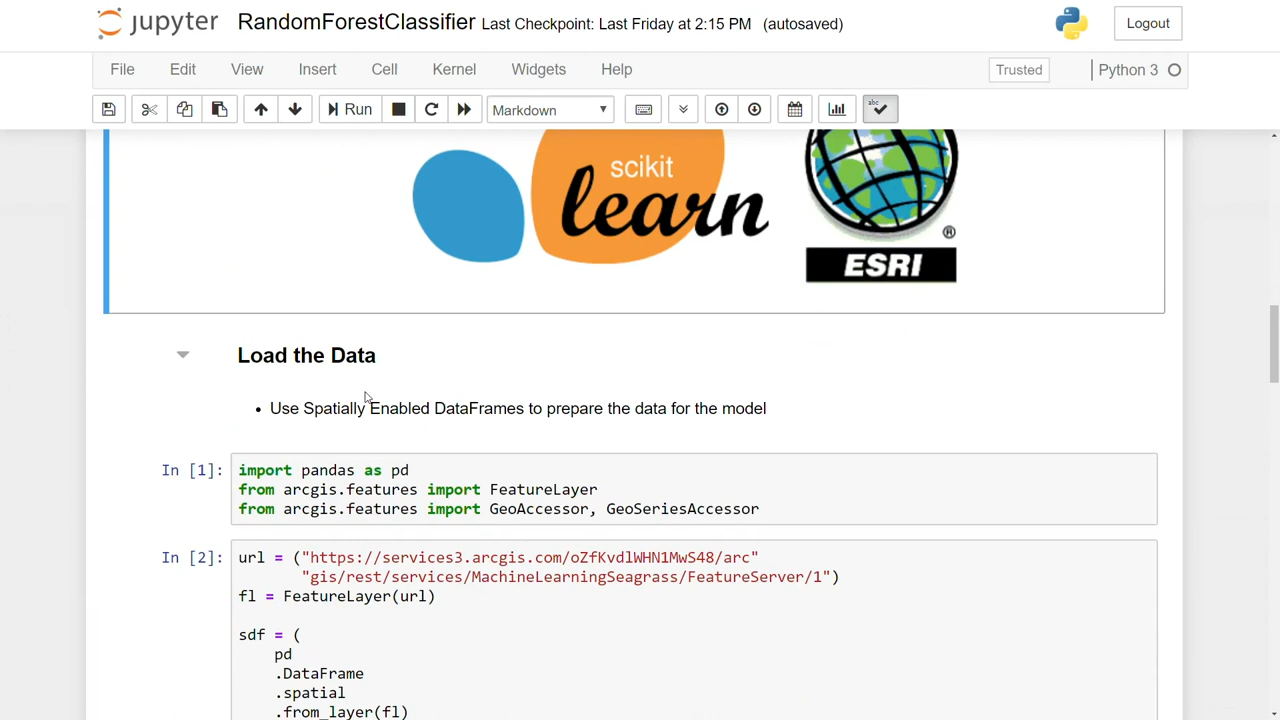 jupyter RandomForestClassifier Last Checkpoint: Last Friday at 2:15 PM (autosaved) Logout
File Edit View Insert Cell Kernel Widgets Help Trusted Python 3
Run Markdown abc
scikit
learn
®
ESRI
Load the Data
• Use Spatially Enabled DataFrames to prepare the data for the model
In [1]: import pandas as pd
from arcgis.features import FeatureLayer
from arcgis.features import GeoAccessor, GeoSeriesAccessor
In [2]: url = ("https://services3.arcgis.com/oZfKvdlWHN1MwS48/arc"
"gis/rest/services/MachineLearningSeagrass/FeatureServer/1")
fl = FeatureLayer(url)
sdf = (
pd
.DataFrame
.spatial
.from_layer(fl)